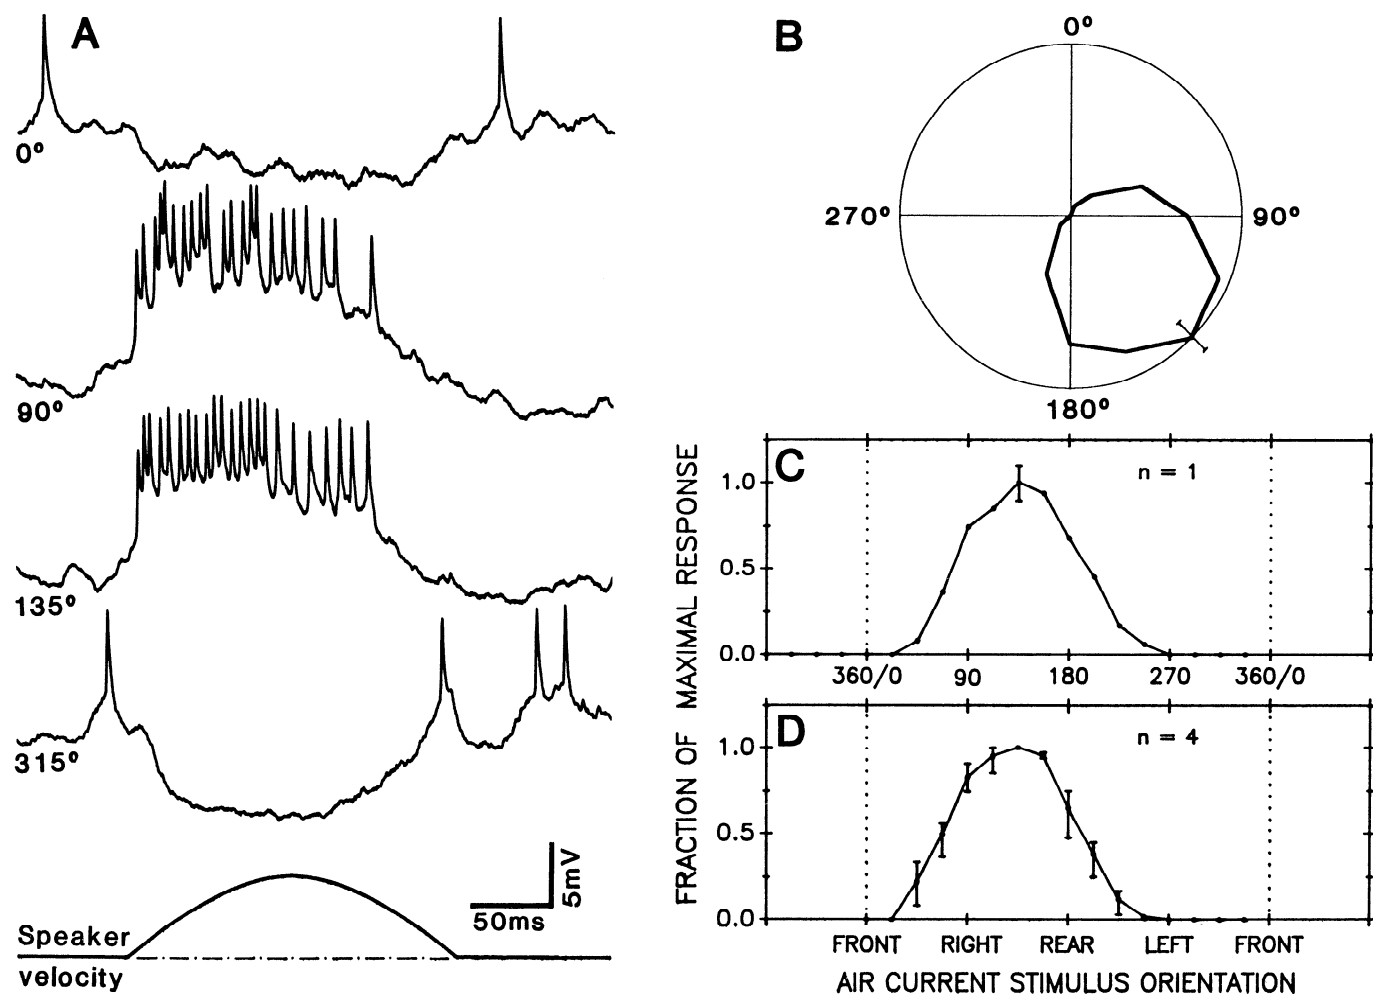 A
0°
90°
135°
315°
5mV
50ms
Speaker
velocity
B
0°
270°
90°
180°
FRACTION OF MAXIMAL RESPONSE
C
n = 1
1.0
0.5
0.0
360/0 90 180 270 360/0
D
n = 4
1.0
0.5
0.0
FRONT RIGHT REAR LEFT FRONT
AIR CURRENT STIMULUS ORIENTATION